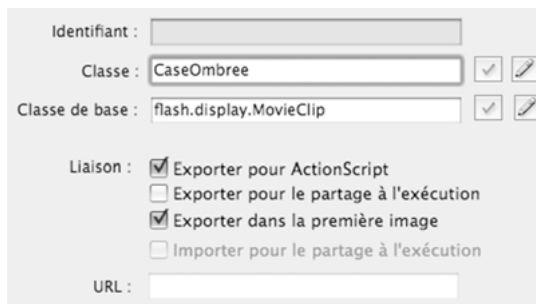 Identifiant :
Classe : CaseOmbree
Classe de base : flash.display.MovieClip
Liaison : Exporter pour ActionScript
Exporter pour le partage à l'exécution
Exporter dans la première image
Importer pour le partage à l'exécution
URL :